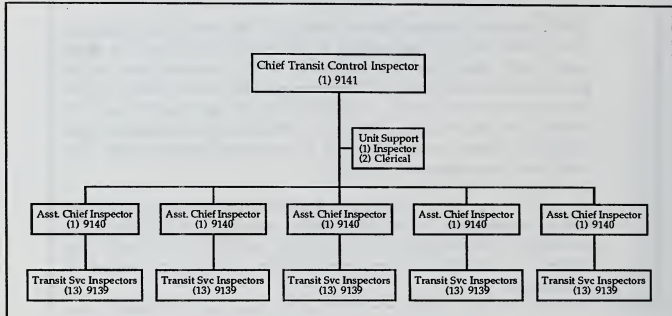 Chief Transit Control Inspector
(1) 9141
Unit Support
(1) Inspector
(2) Clerical
Asst. Chief Inspector
(1) 9140
Asst. Chief Inspector
(1) 9140
Asst. Chief Inspector
(1) 9140
Asst. Chief Inspector
(1) 9140
Asst. Chief Inspector
(1) 9140
Transit Svc Inspectors
(13) 9139
Transit Svc Inspectors
(13) 9139
Transit Svc Inspectors
(13) 9139
Transit Svc Inspectors
(13) 9139
Transit Svc Inspectors
(13) 9139